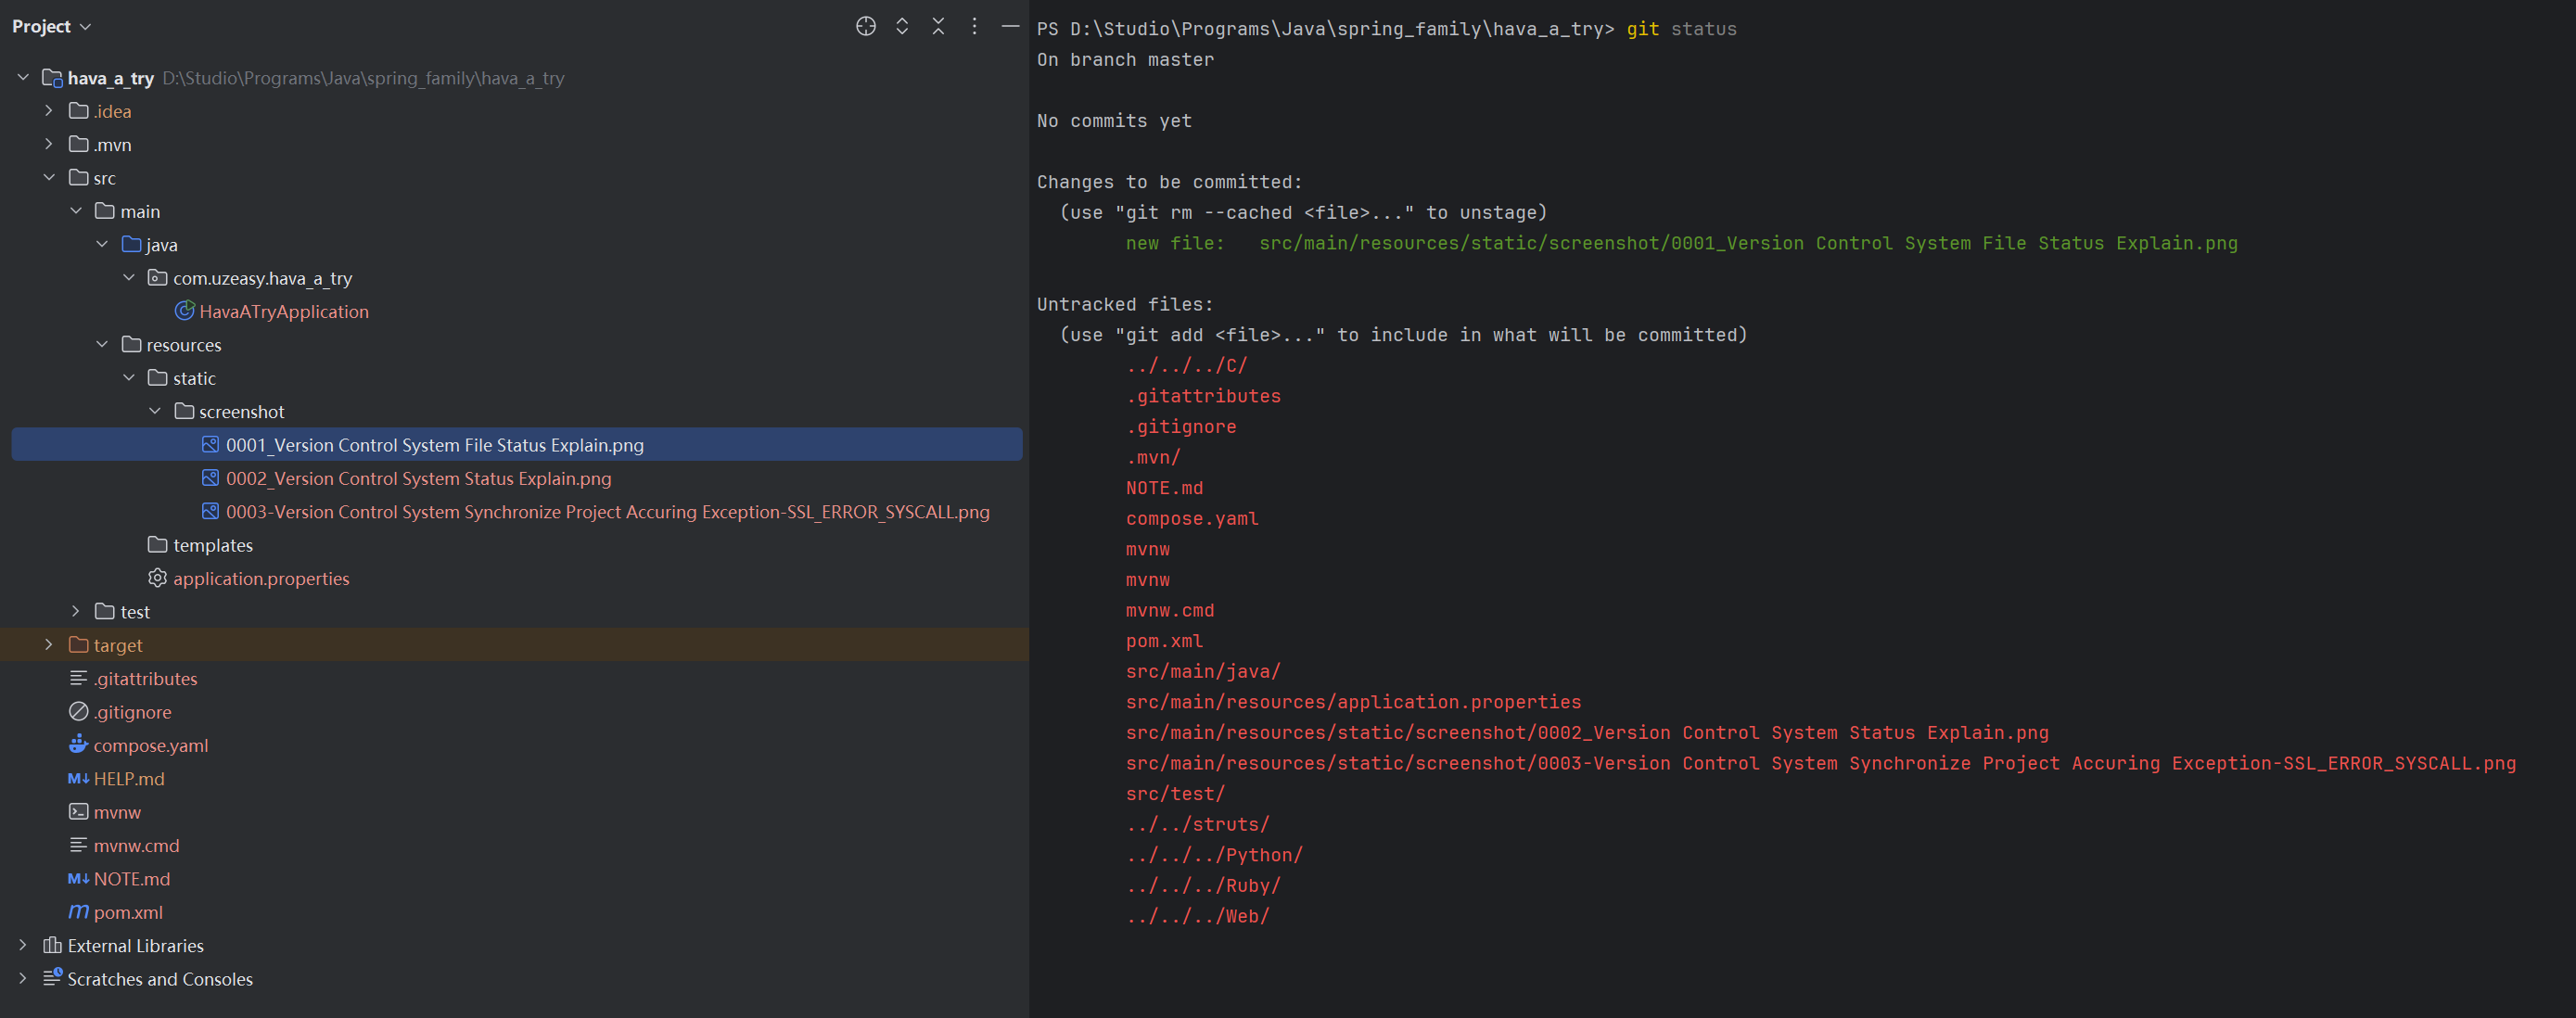 Project
hava_a_try D:\Studio\Programs\Java\spring_family\hava_a_try
.idea
.mvn
src
main
java
com.uzeasy.hava_a_try
HavaATryApplication
resources
static
screenshot
0001_Version Control System File Status Explain.png
0002_Version Control System Status Explain.png
0003-Version Control System Synchronize Project Accuring Exception-SSL_ERROR_SYSCALL.png
templates
application.properties
test
target
.gitattributes
.gitignore
compose.yaml
HELP.md
mvnw
mvnw.cmd
NOTE.md
pom.xml
External Libraries
Scratches and Consoles
PS D:\Studio\Programs\Java\spring_family\hava_a_try> git status
On branch master
No commits yet
Changes to be committed:
(use "git rm --cached <file>..." to unstage)
new file:   src/main/resources/static/screenshot/0001_Version Control System File Status Explain.png
Untracked files:
(use "git add <file>..." to include in what will be committed)
../../../C/
.gitattributes
.gitignore
.mvn/
NOTE.md
compose.yaml
mvnw
mvnw
mvnw.cmd
pom.xml
src/main/java/
src/main/resources/application.properties
src/main/resources/static/screenshot/0002_Version Control System Status Explain.png
src/main/resources/static/screenshot/0003-Version Control System Synchronize Project Accuring Exception-SSL_ERROR_SYSCALL.png
src/test/
../../struts/
../../../Python/
../../../Ruby/
../../../Web/